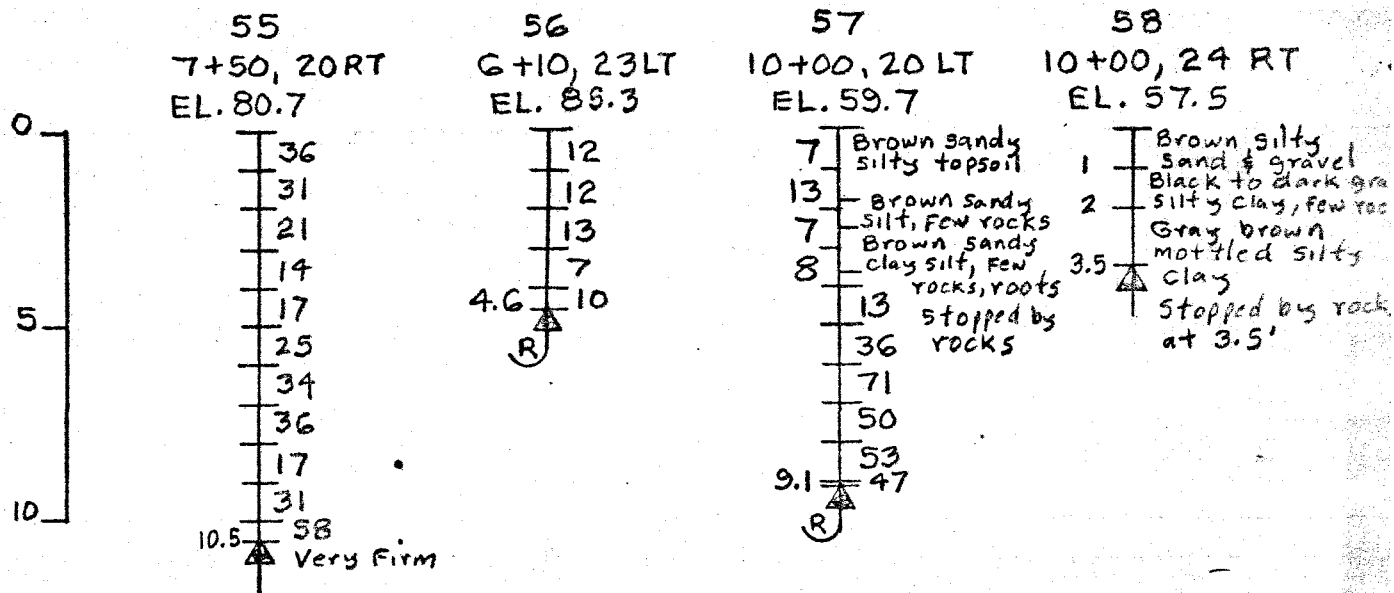 55
7+50, 20 RT
EL. 80.7
36
31
21
14
17
25
34
36
17
31
58
10.5
Very Firm
56
6+10, 23 LT
12
12
13
7
4.6
10
R
57
10+00, 20 LT
EL. 59.7
7
Brown sandy
silty topsoil
13
Brown sandy
silt, few rocks
7
Brown sandy
clay silt, few
8
rocks, roots
13
Stopped by
rocks
36
71
50
53
9.1
47
R
58
10+00, 24 RT
EL. 57.5
Brown silty
1
sand & gravel
Black to dark gra
2
silty clay, few roc
Gray brown
mottled silty
3.5
clay
Stopped by rock
at 3.5'
0
5
10